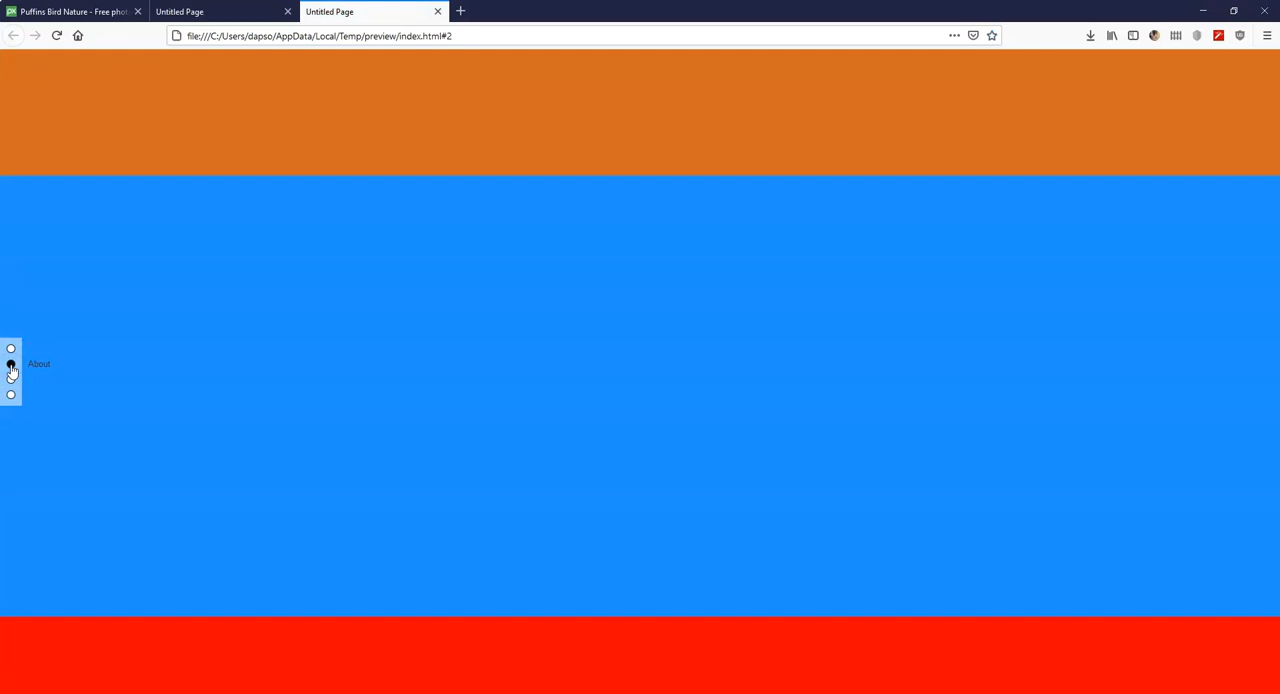 Puffins Bird Nature - Free phot
Untitled Page
Untitled Page
file:///C:/Users/dapso/AppData/Local/Temp/preview/index.html#2
About